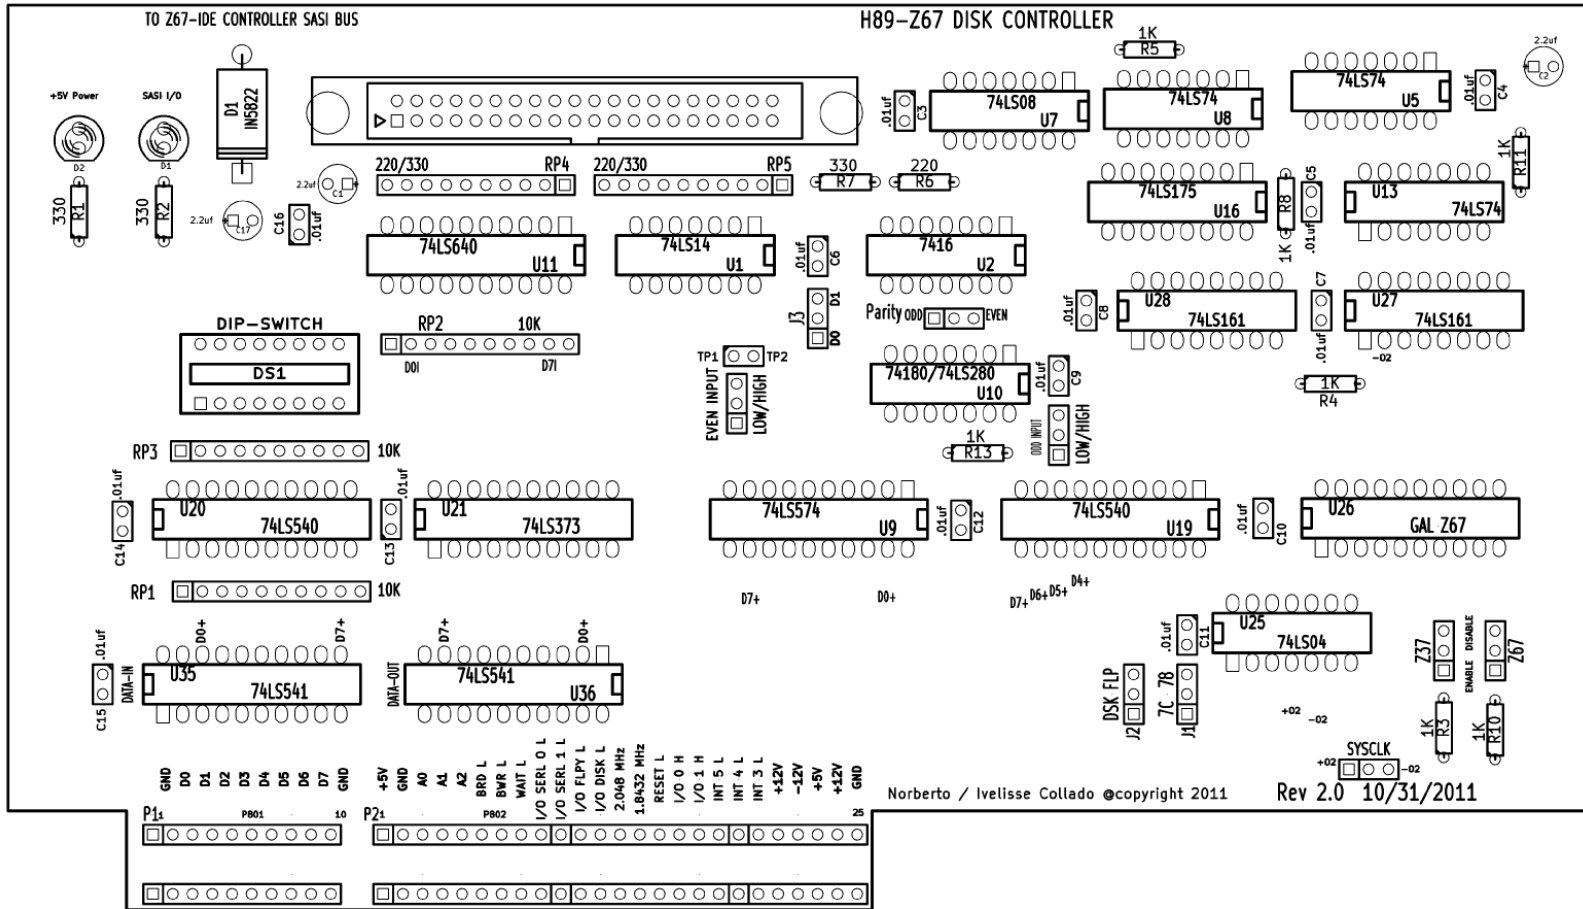 TO Z67-IDE CONTROLLER SASI BUS
H89-Z67 DISK CONTROLLER
1K
R5
2.2uf
C2
+5V Power
SASI I/O
D1
IN5822
.01uf
C3
74LS08
U7
74LS74
U8
74LS74
U5
.01uf
C4
D2
D1
220/330
RP4
220/330
RP5
330
R7
220
R6
1K
R11
330
R1
330
R2
2.2uf
C1
2.2uf
C17
C16
.01uf
74LS175
U16
R8
1K
C5
.01uf
U13
74LS74
74LS640
U11
74LS14
U1
.01uf
C6
7416
U2
J3
D1
D0
Parity ODD
EVEN
.01uf
C8
U28
74LS161
C7
.01uf
U27
74LS161
-02
DIP-SWITCH
DS1
RP2
10K
D0I
D7I
TP1
TP2
EVEN INPUT
LOW/HIGH
74180/74LS280
U10
.01uf
C9
1K
R4
1K
R13
ODD INPUT
LOW/HIGH
RP3
10K
.01uf
C14
U20
74LS540
.01uf
C13
U21
74LS373
74LS574
U9
.01uf
C12
74LS540
U19
.01uf
C10
U26
GAL Z67
RP1
10K
D7+
D0+
D7+
D6+
D5+
D4+
.01uf
C15
DATA-IN
D0+
D7+
U35
74LS541
DATA-OUT
D7+
D0+
74LS541
U36
.01uf
C11
U25
74LS04
Z37
ENABLE DISABLE
Z67
DSK FLP
J2
7C 78
J1
+02
-02
1K
R3
1K
R10
SYSCLK
+02
-02
GND
D0
D1
D2
D3
D4
D5
D6
D7
GND
+5V
GND
A0
A1
A2
BRD L
BWR L
WAIT L
I/O SERL 0 L
I/O SERL 1 L
I/O FLPY L
I/O DISK L
2.048 MHz
1.8432 MHz
RESET L
I/O 0 H
I/O 1 H
INT 5 L
INT 4 L
INT 3 L
+12V
-12V
+5V
+12V
GND
Norberto / Ivelisse Collado @copyright 2011
Rev 2.0 10/31/2011
P1
1
P801
10
P2
1
P802
25